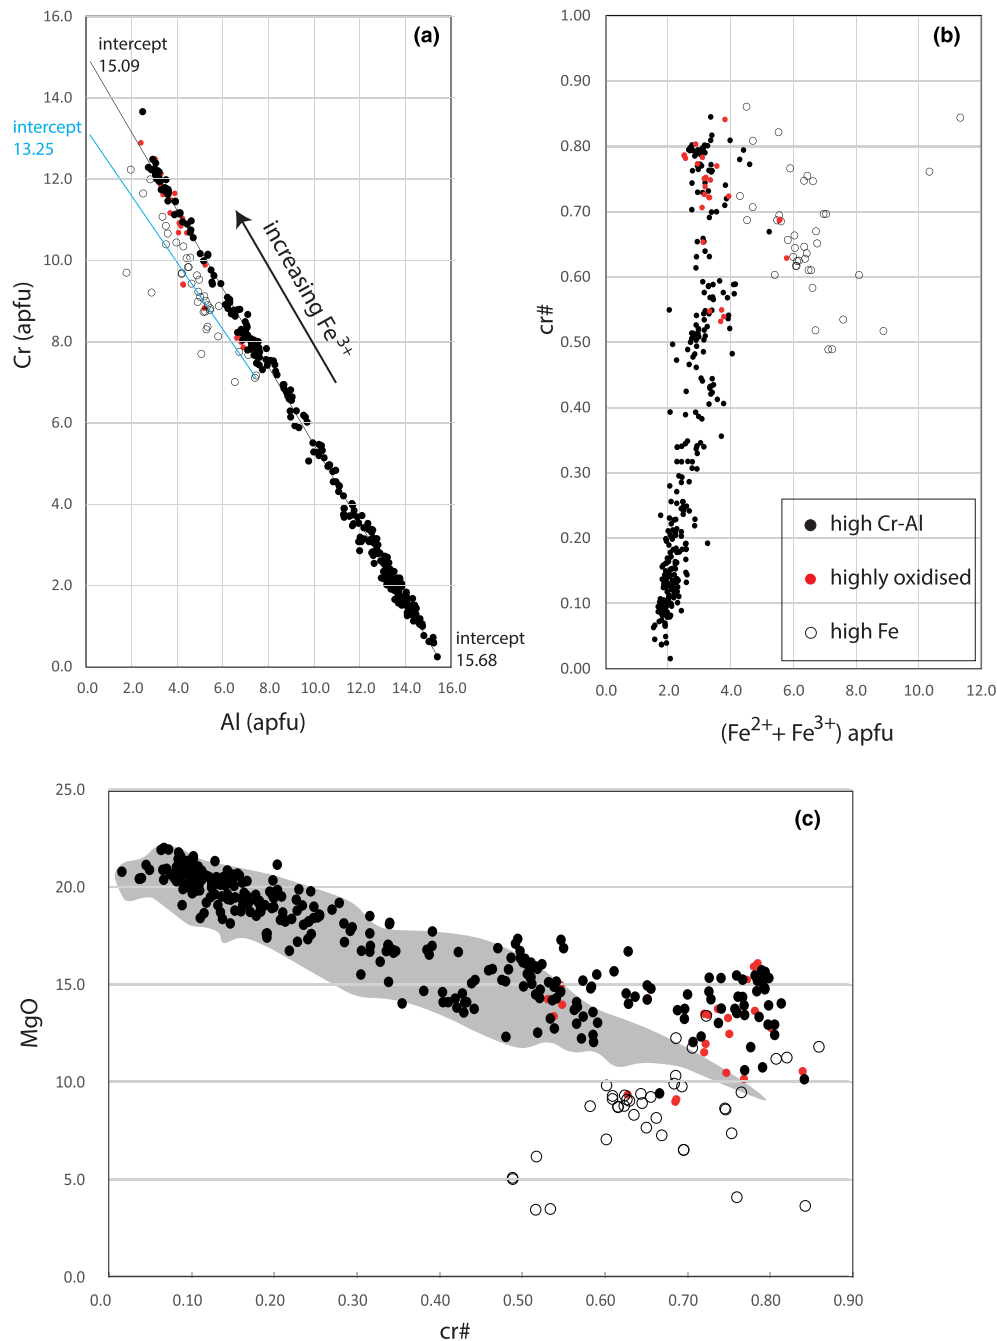 (a)
16.0
14.0
12.0
10.0
8.0
6.0
4.0
2.0
0.0
intercept
15.09
intercept
13.25
increasing Fe3+
intercept
15.68
Cr (apfu)
0.0 2.0 4.0 6.0 8.0 10.0 12.0 14.0 16.0
Al (apfu)
(b)
1.00
0.90
0.80
0.70
0.60
0.50
0.40
0.30
0.20
0.10
0.00
cr#
high Cr-Al
highly oxidised
high Fe
0.0 2.0 4.0 6.0 8.0 10.0 12.0
(Fe2+ + Fe3+) apfu
(c)
25.0
20.0
15.0
10.0
5.0
0.0
MgO
0.0 0.10 0.20 0.30 0.40 0.50 0.60 0.70 0.80 0.90
cr#